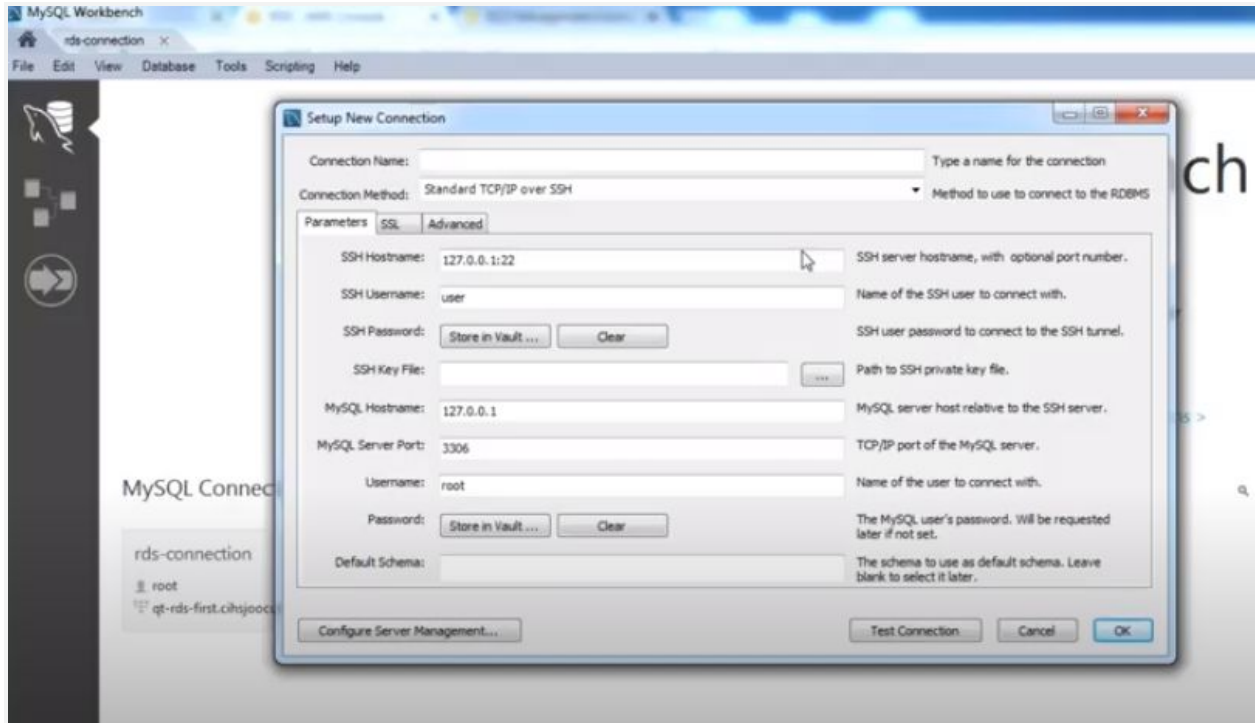 MySQL Workbench
rds-connection
File Edit View Database Tools Scripting Help
Setup New Connection
Connection Name: Type a name for the connection
Connection Method: Standard TCP/IP over SSH Method to use to connect to the RDBMS
Parameters SSL Advanced
SSH Hostname: 127.0.0.1:22 SSH server hostname, with optional port number.
SSH Username: user Name of the SSH user to connect with.
SSH Password: Store in Vault ... Clear SSH user password to connect to the SSH tunnel.
SSH Key File: ... Path to SSH private key file.
MySQL Hostname: 127.0.0.1 MySQL server host relative to the SSH server.
MySQL Server Port: 3306 TCP/IP port of the MySQL server.
Username: root Name of the user to connect with.
Password: Store in Vault ... Clear The MySQL user's password. Will be requested
later if not set.
Default Schema: The schema to use as default schema. Leave
blank to select it later.
Configure Server Management... Test Connection Cancel OK
ch
MySQL Connec
rds-connection
root
qt-rds-first.cihsjooc